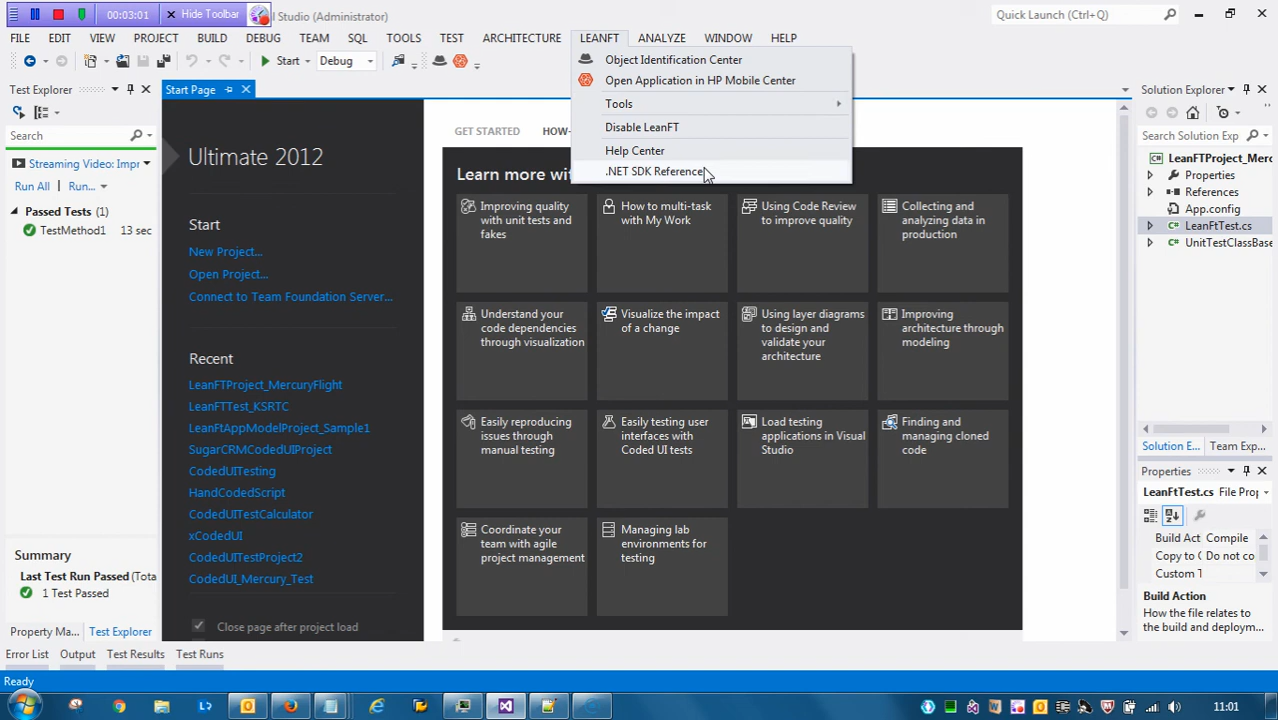 00:03:01
Hide Toolbar
l Studio (Administrator)
Quick Launch (Ctrl+Q)
FILE EDIT VIEW PROJECT BUILD DEBUG TEAM SQL TOOLS TEST ARCHITECTURE LEANFT ANALYZE WINDOW HELP
Start Debug
Object Identification Center
Open Application in HP Mobile Center
Tools
Disable LeanFT
Help Center
.NET SDK Reference
Test Explorer
Search
Streaming Video: Impr
Run All Run...
Passed Tests (1)
TestMethod1 13 sec
Summary
Last Test Run Passed (Tota
1 Test Passed
Property Ma... Test Explorer
Start Page
Ultimate 2012
Start
New Project...
Open Project...
Connect to Team Foundation Server...
Recent
LeanFTProject_MercuryFlight
LeanFTTest_KSRTC
LeanFtAppModelProject_Sample1
SugarCRMCodedUIProject
CodedUITesting
HandCodedScript
CodedUITestCalculator
xCodedUI
CodedUITestProject2
CodedUI_Mercury_Test
Close page after project load
GET STARTED HOW-
Learn more wit
Improving quality
with unit tests and
fakes
How to multi-task
with My Work
Using Code Review
to improve quality
Collecting and
analyzing data in
production
Understand your
code dependencies
through visualization
Visualize the impact
of a change
Using layer diagrams
to design and
validate your
architecture
Improving
architecture through
modeling
Easily reproducing
issues through
manual testing
Easily testing user
interfaces with
Coded UI tests
Load testing
applications in Visual
Studio
Finding and
managing cloned
code
Coordinate your
team with agile
project management
Managing lab
environments for
testing
Solution Explorer
Search Solution Exp
LeanFTProject_Merc
Properties
References
App.config
LeanFtTest.cs
UnitTestClassBase
Solution E... Team Exp...
Properties
LeanFtTest.cs File Prop
Build Act Compile
Copy to O Do not co
Custom T
Build Action
How the file relates to
the build and deploym...
Error List Output Test Results Test Runs
Ready
11:01